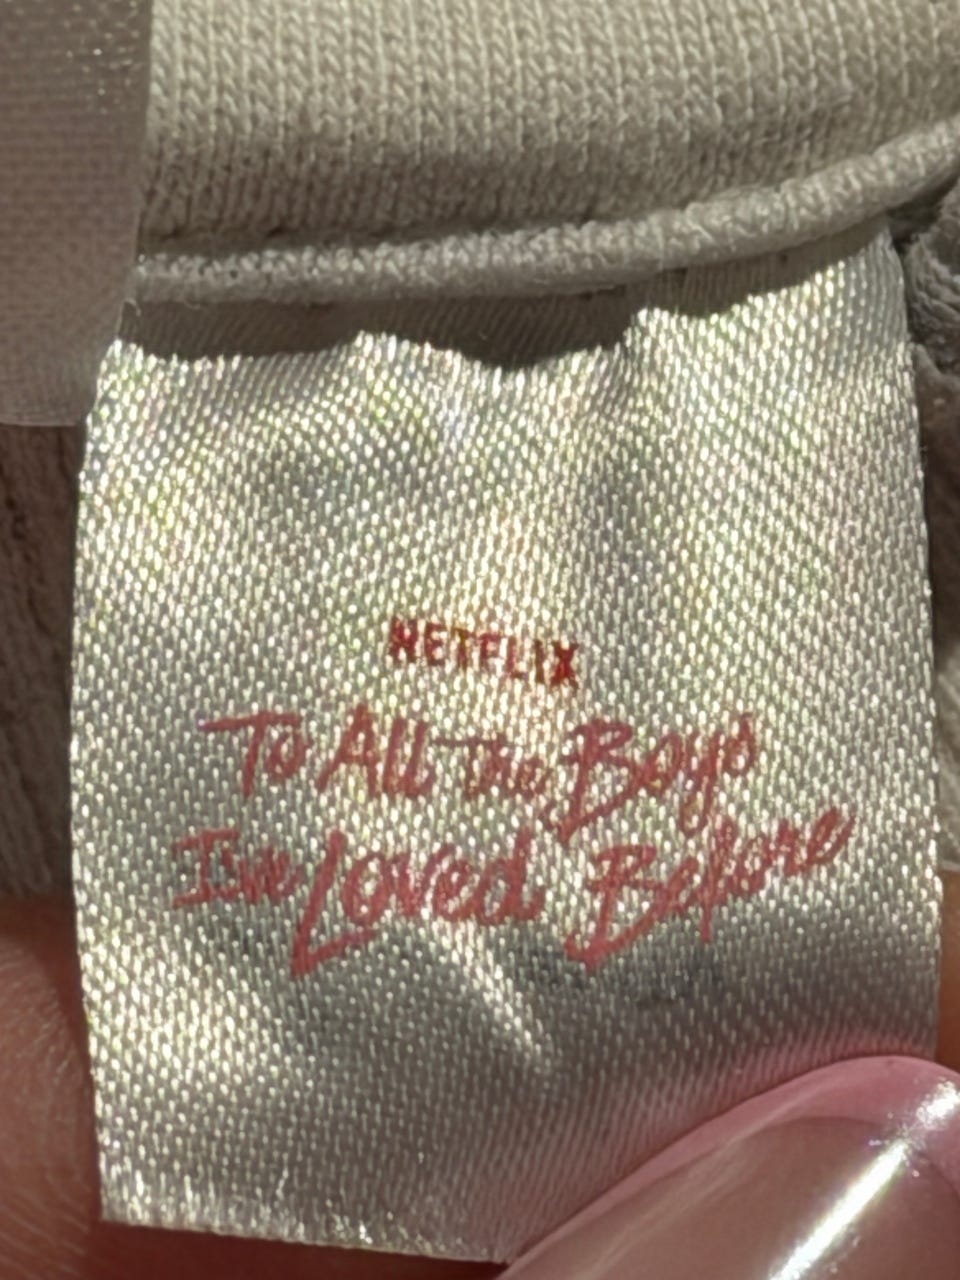 NETFLIX
To All the Boys
I've Loved Before